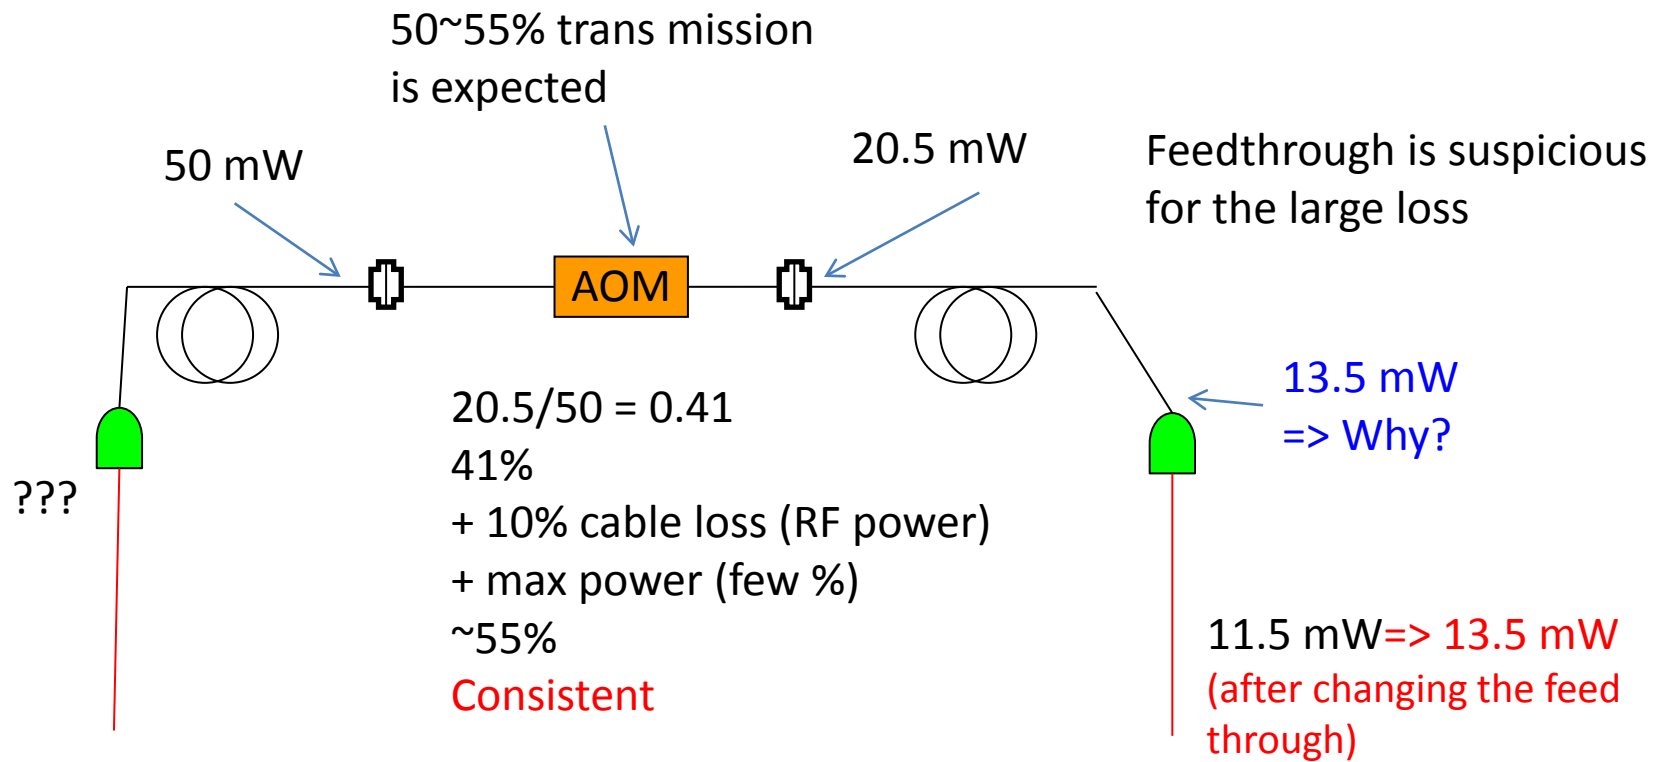 50~55% trans mission
is expected
50 mW
20.5 mW
Feedthrough is suspicious
for the large loss
AOM
13.5 mW
=> Why?
20.5/50 = 0.41
41%
+ 10% cable loss (RF power)
+ max power (few %)
~55%
Consistent
???
11.5 mW=> 13.5 mW
(after changing the feed
through)